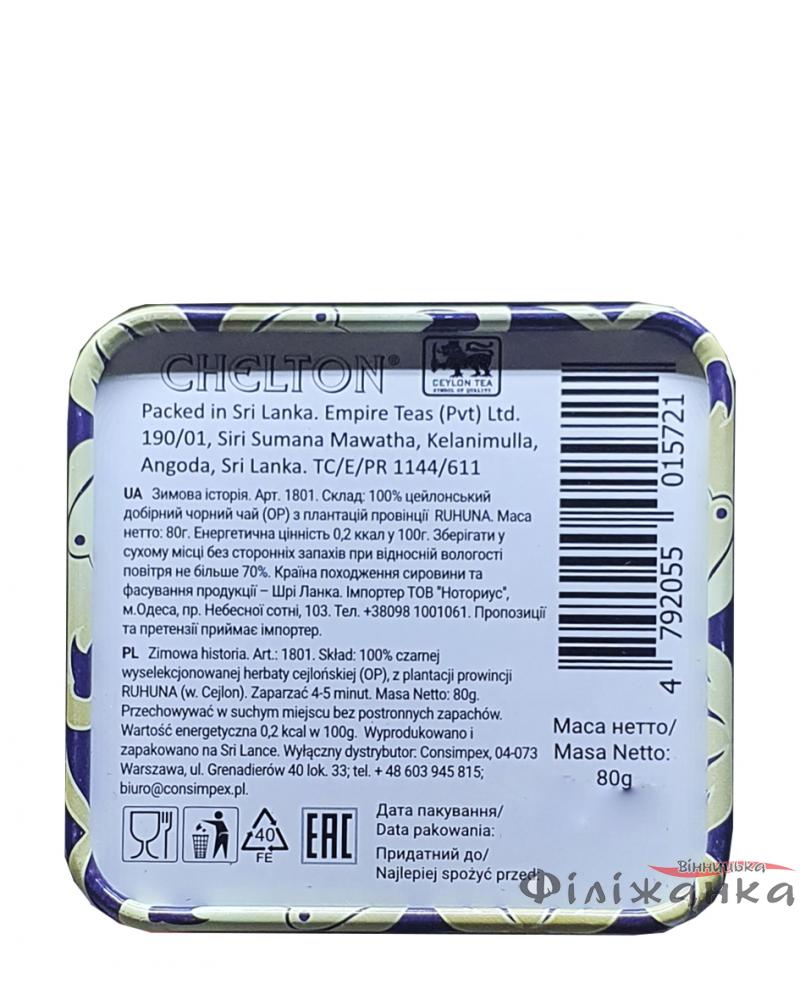 CHELTON®
CEYLON TEA
SYMBOL OF QUALITY
Packed in Sri Lanka. Empire Teas (Pvt) Ltd.
190/01, Siri Sumana Mawatha, Kelanimulla,
Angoda, Sri Lanka. TC/E/PR 1144/611
UA Зимова історія. Арт. 1801. Склад: 100% цейлонський
добірний чорний чай (ОР) з плантацій провінції RUHUNA. Маса
нетто: 80г. Енергетична цінність 0,2 ккал у 100г. Зберігати у
сухому місці без сторонніх запахів при відносній вологості
повітря не більше 70%. Країна походження сировини та
фасування продукції – Шрі Ланка. Імпортер ТОВ "Ноториус",
м.Одеса, пр. Небесної сотні, 103. Тел. +38098 1001061. Пропозиції
та претензії приймає імпортер.
PL Zimowa historia. Art.: 1801. Skład: 100% czarnej
wyselekcjonowanej herbaty cejlońskiej (OP), z plantacji prowincji
RUHUNA (w. Cejlon). Zaparzać 4-5 minut. Masa Netto: 80g.
Przechowywać w suchym miejscu bez postronnych zapachów.
Wartość energetyczna 0,2 kcal w 100g. Wyprodukowano i
zapakowano na Sri Lance. Wyłączny dystrybutor: Consimpex, 04-073
Warszawa, ul. Grenadierów 40 lok. 33; tel. + 48 603 945 815;
biuro@consimpex.pl.
40
FE
EAC
Дата пакування/
Data pakowania:
Придатний до/
Najlepiej spożyć przed:
4 792055 015721
Маса нетто/
Masa Netto:
80g
Вінницька
Філіжанка